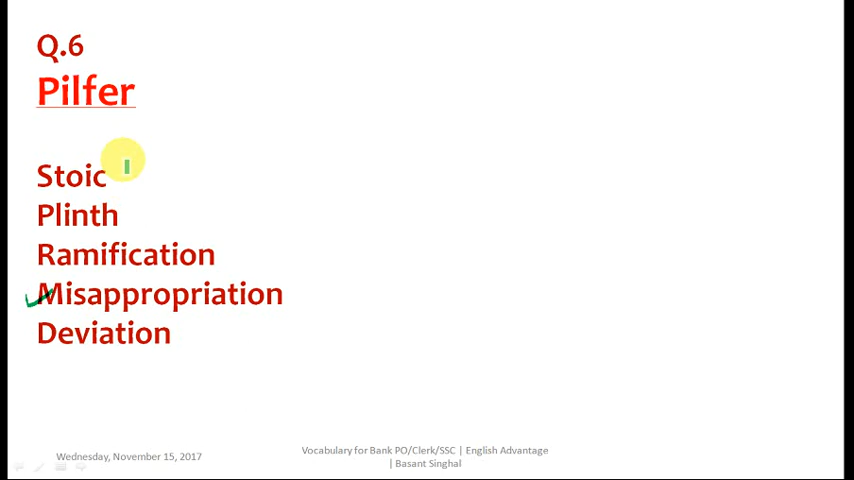 Q.6
Pilfer
Stoic
Plinth
Ramification
Misappropriation
Deviation
Wednesday, November 15, 2017
Vocabulary for Bank PO/Clerk/SSC | English Advantage
| Basant Singhal